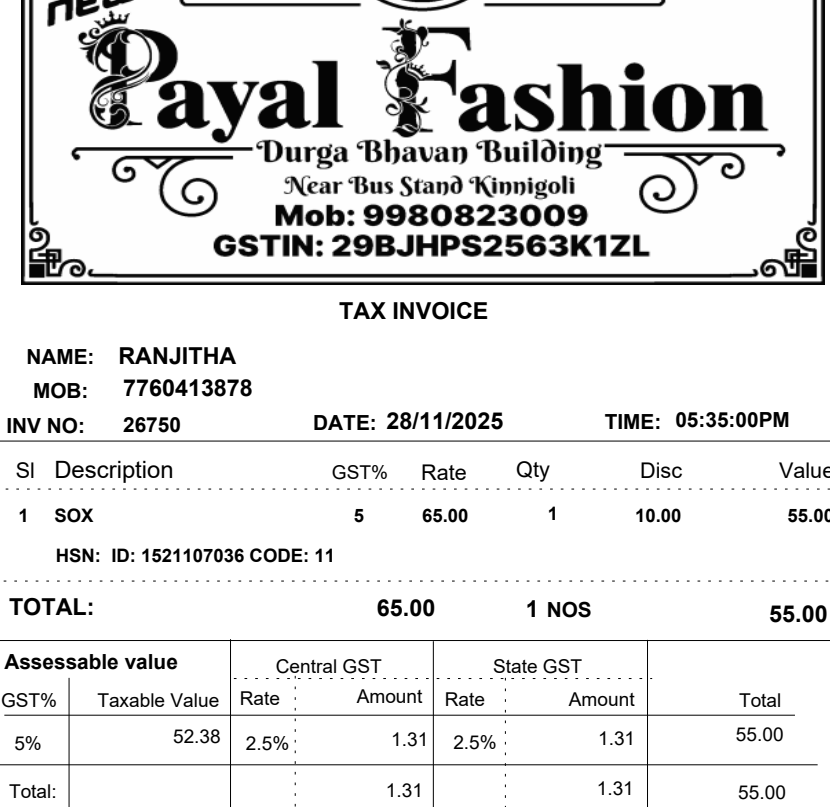 new
Payal Fashion
Durga Bhavan Building
Near Bus Stand Kinnigoli
Mob: 9980823009
GSTIN: 29BJHPS2563K1ZL
TAX INVOICE
NAME: RANJITHA
MOB: 7760413878
INV NO: 26750 DATE: 28/11/2025 TIME: 05:35:00PM
Sl Description GST% Rate Qty Disc Value
1 SOX 5 65.00 1 10.00 55.00
HSN: ID: 1521107036 CODE: 11
TOTAL: 65.00 1 NOS 55.00
Assessable value Central GST State GST
GST% Taxable Value Rate Amount Rate Amount Total
5% 52.38 2.5% 1.31 2.5% 1.31 55.00
Total: 1.31 1.31 55.00